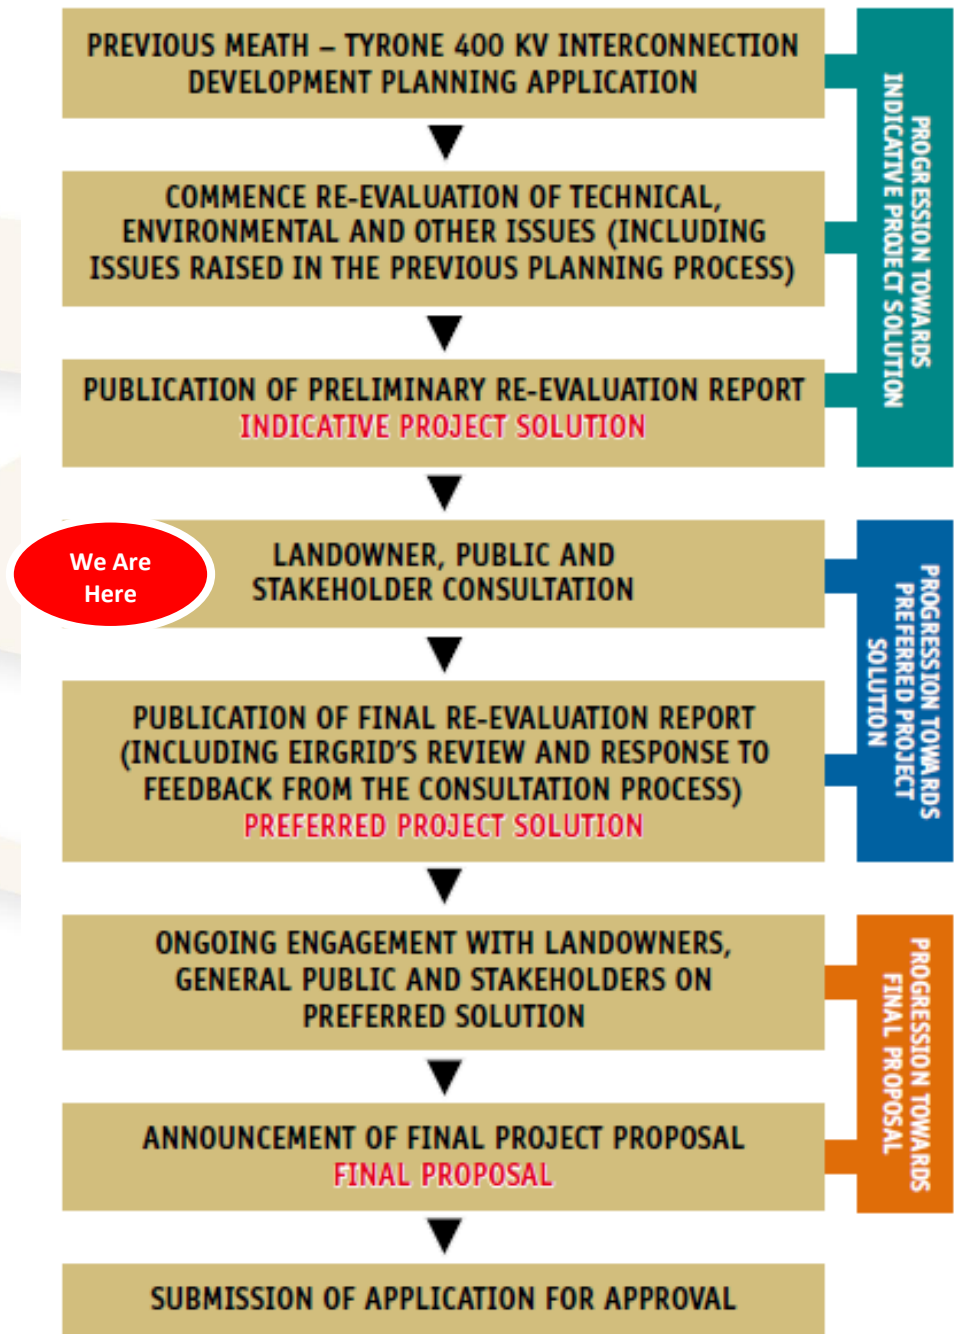 PREVIOUS MEATH – TYRONE 400 KV INTERCONNECTION
DEVELOPMENT PLANNING APPLICATION
COMMENCE RE-EVALUATION OF TECHNICAL,
ENVIRONMENTAL AND OTHER ISSUES (INCLUDING
ISSUES RAISED IN THE PREVIOUS PLANNING PROCESS)
PUBLICATION OF PRELIMINARY RE-EVALUATION REPORT
INDICATIVE PROJECT SOLUTION
PROGRESSION TOWARDS
INDICATIVE PROJECT SOLUTION
We Are
Here
LANDOWNER, PUBLIC AND
STAKEHOLDER CONSULTATION
PUBLICATION OF FINAL RE-EVALUATION REPORT
(INCLUDING EIRGRID'S REVIEW AND RESPONSE TO
FEEDBACK FROM THE CONSULTATION PROCESS)
PREFERRED PROJECT SOLUTION
PROGRESSION TOWARDS
PREFERRED PROJECT
SOLUTION
ONGOING ENGAGEMENT WITH LANDOWNERS,
GENERAL PUBLIC AND STAKEHOLDERS ON
PREFERRED SOLUTION
ANNOUNCEMENT OF FINAL PROJECT PROPOSAL
FINAL PROPOSAL
PROGRESSION TOWARDS
FINAL PROPOSAL
SUBMISSION OF APPLICATION FOR APPROVAL